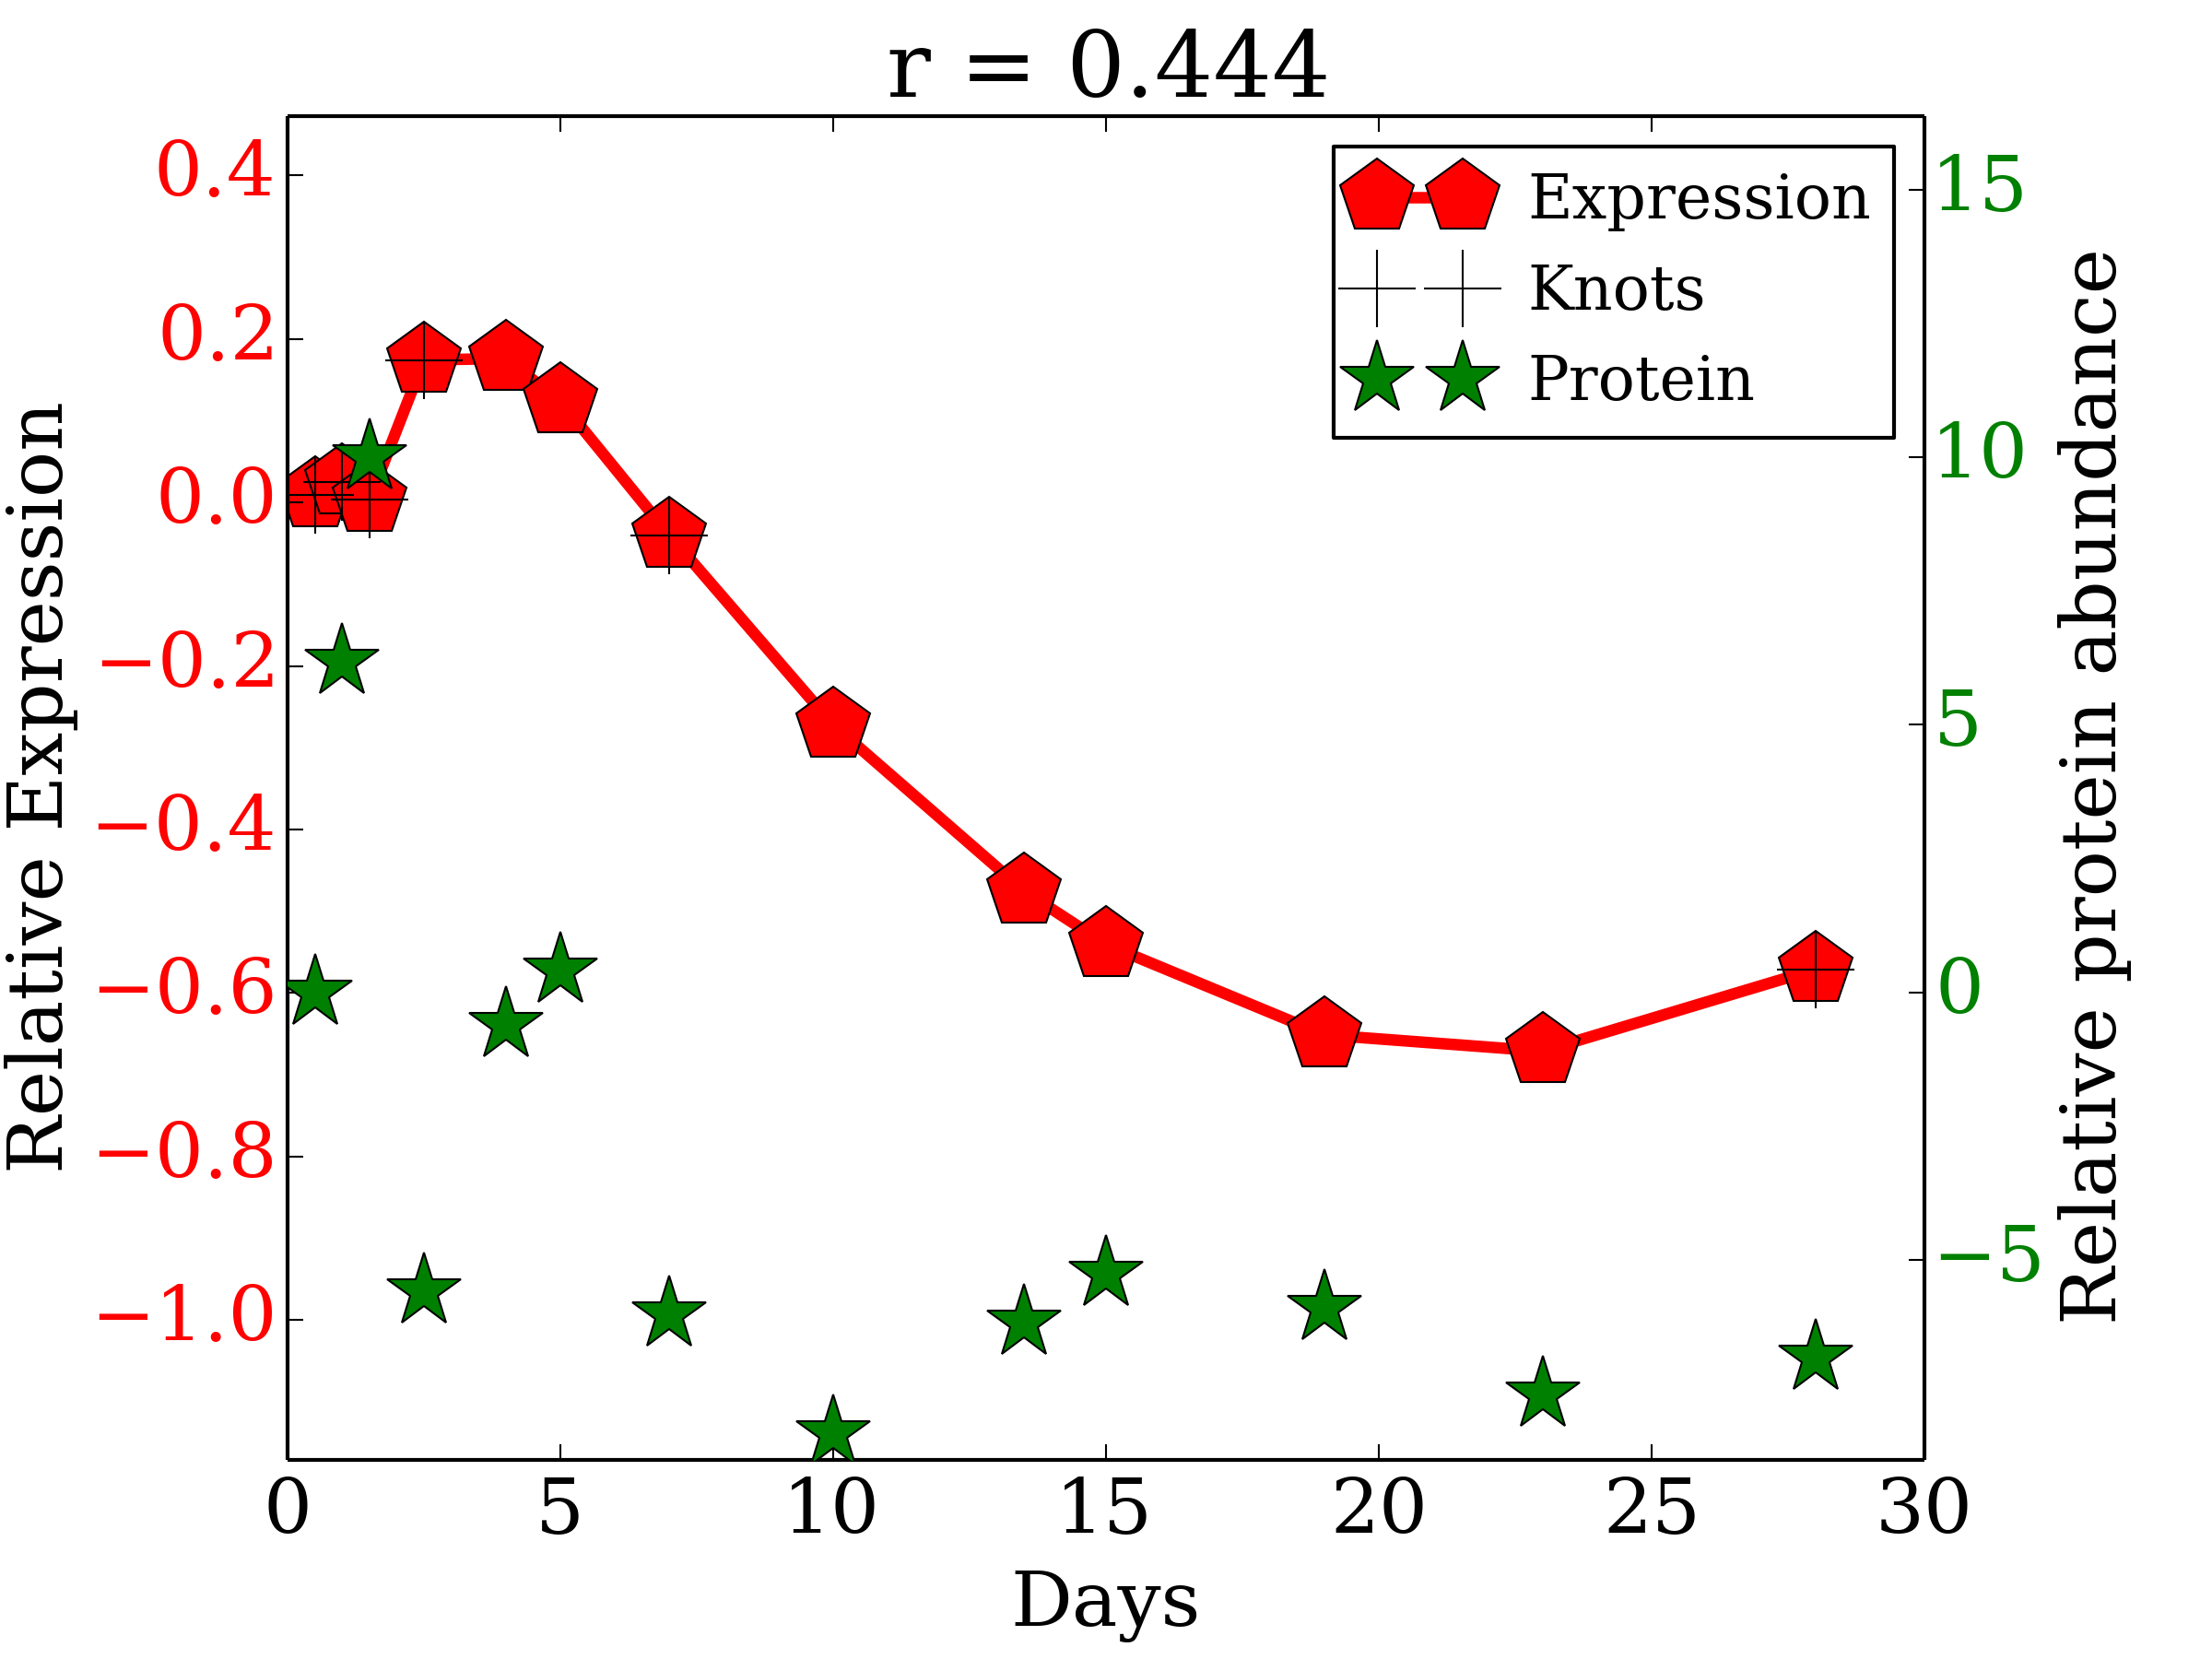 r = 0.444
0.4
0.2
0.0
−0.2
−0.4
−0.6
−0.8
−1.0
Relative Expression
Expression
Knots
Protein
15
10
5
0
−5
Relative protein abundance
0 5 10 15 20 25 30
Days